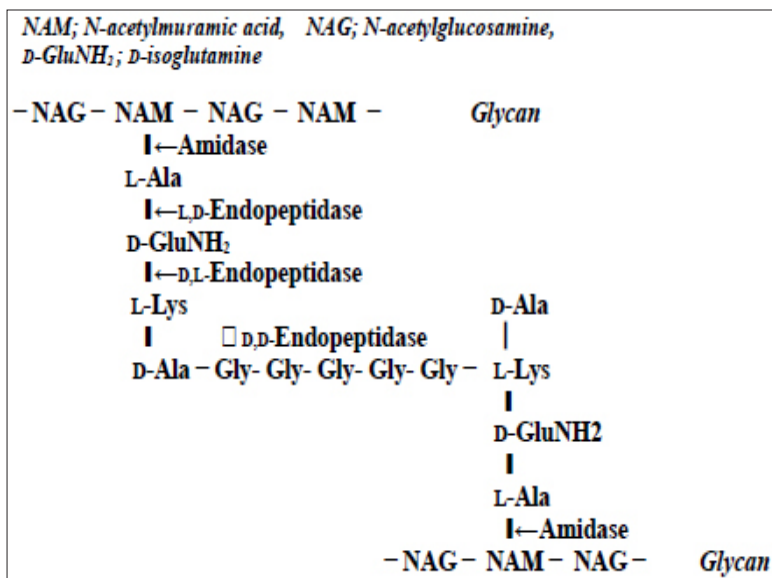 NAM; N-acetylmuramic acid, NAG; N-acetylglucosamine,
D-GluNH₂; D-isoglutamine
–NAG– NAM – NAG – NAM – Glycan
←Amidase
L-Ala
←L,D-Endopeptidase
D-GluNH₂
←D,L-Endopeptidase
L-Lys D-Ala
□ D,D-Endopeptidase
D-Ala – Gly- Gly- Gly- Gly- Gly – L-Lys
D-GluNH2
L-Ala
←Amidase
–NAG– NAM– NAG– Glycan